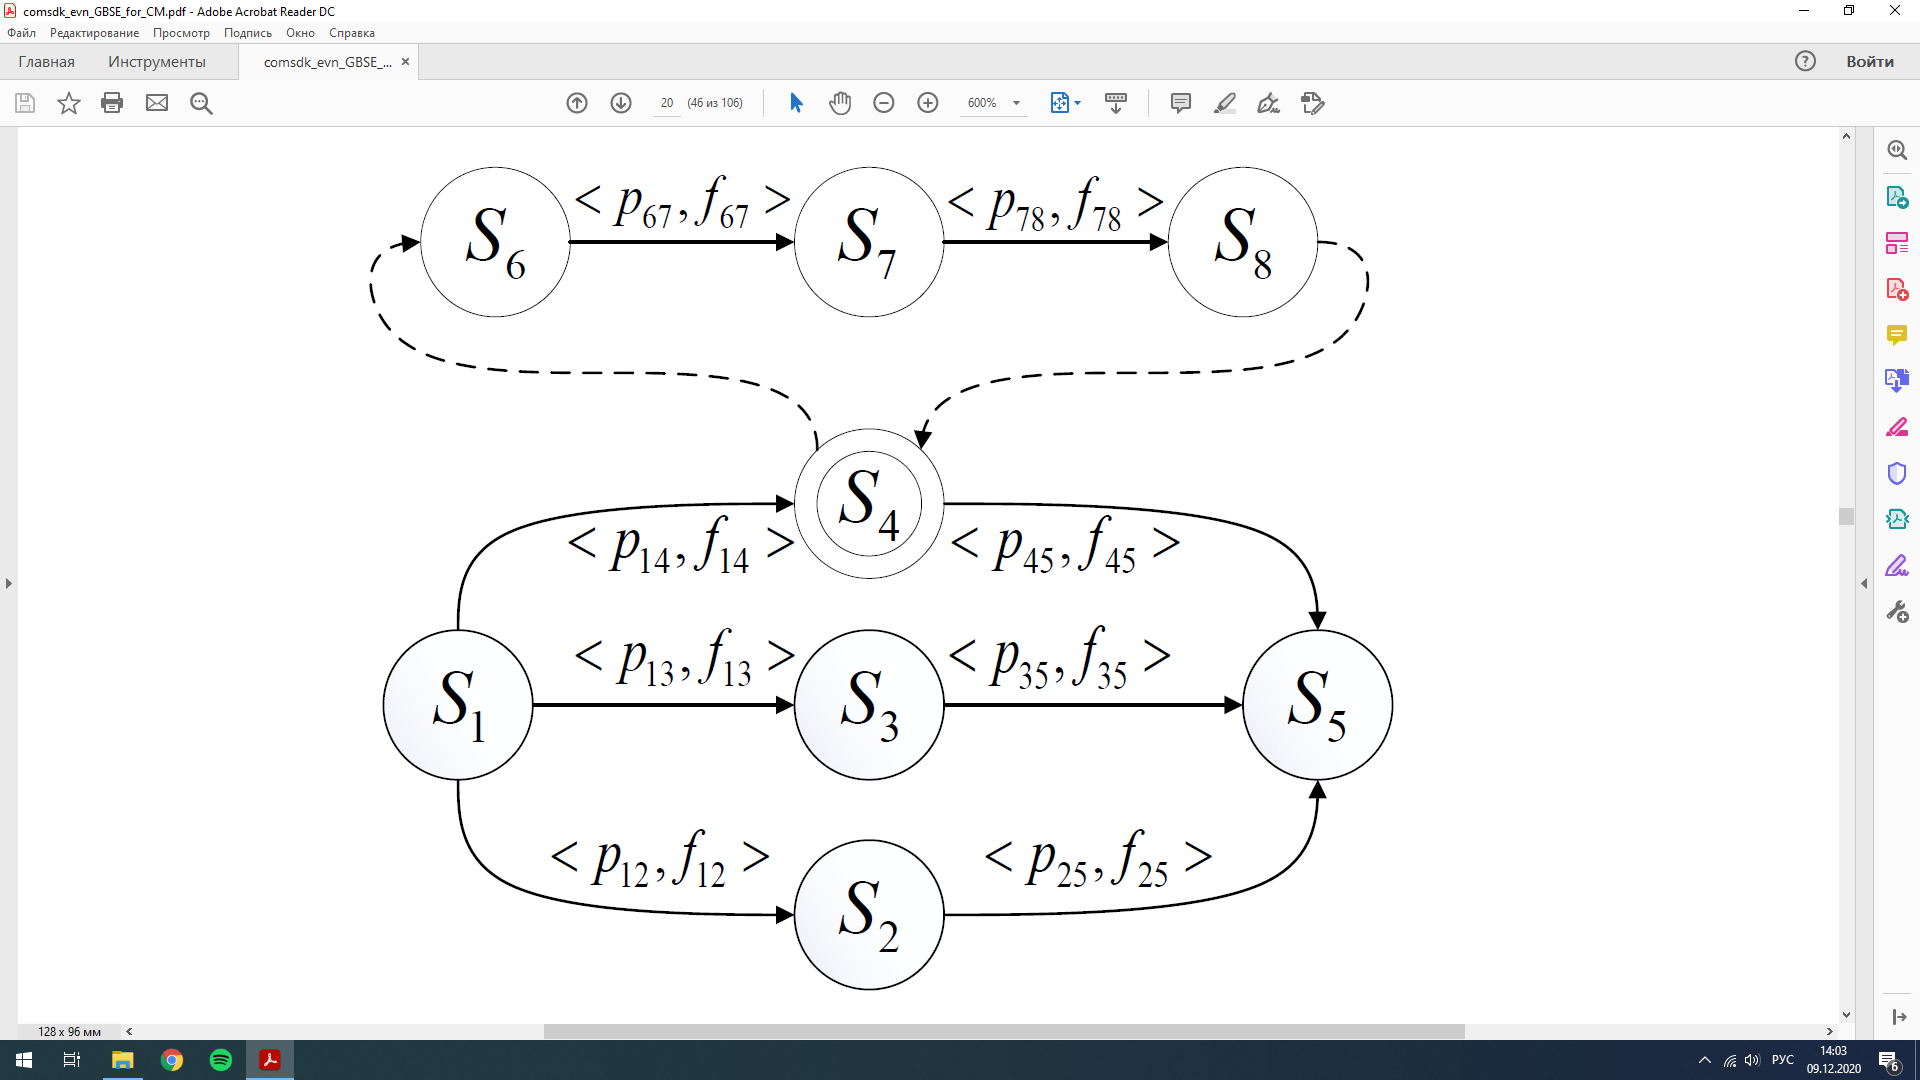 comsdk_evn_GBSE_for_CM.pdf - Adobe Acrobat Reader DC
Файл Редактирование Просмотр Подпись Окно Справка
Главная Инструменты comsdk_evn_GBSE_... × ? Войти
20 (46 из 106) 600%
< p67, f67 > < p78, f78 >
S6 S7 S8
S4
< p14, f14 > < p45, f45 >
< p13, f13 > < p35, f35 >
S1 S3 S5
< p12, f12 > < p25, f25 >
S2
128 x 96 мм
РУС 14:03
09.12.2020 6